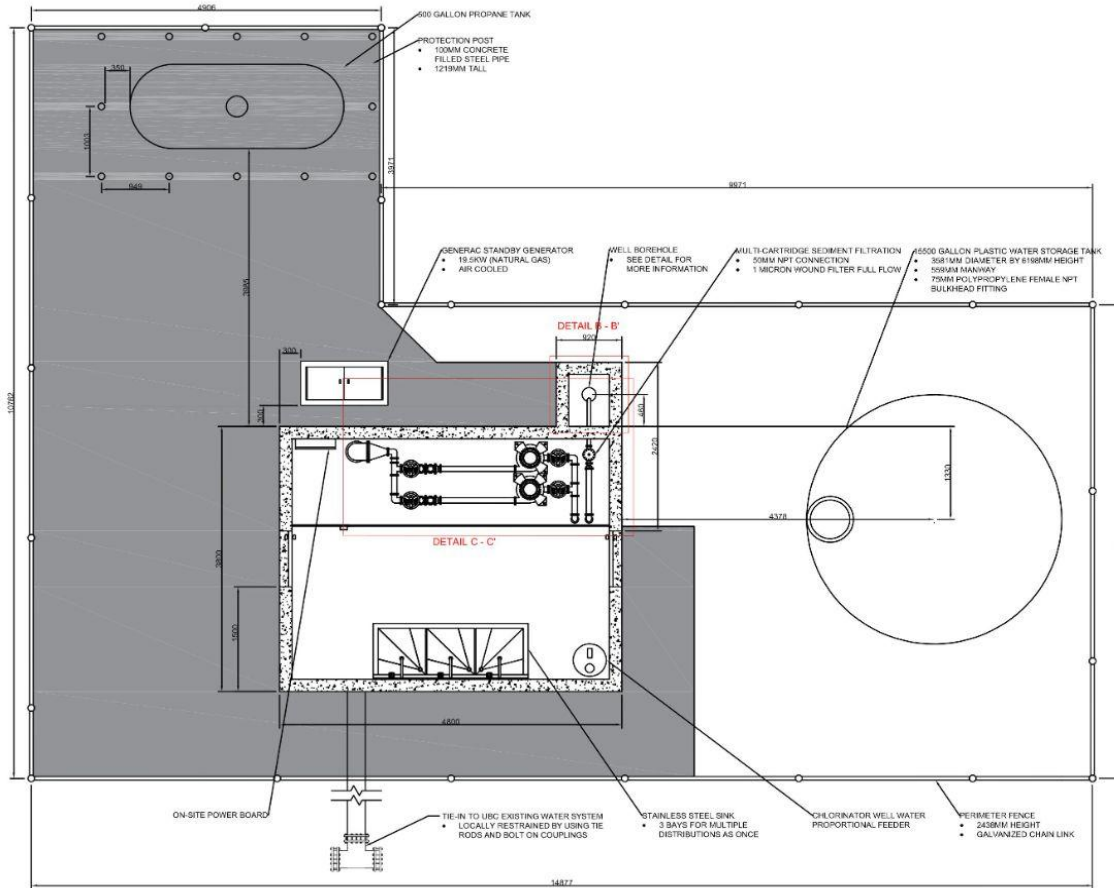 4906
500 GALLON PROPANE TANK
PROTECTION POST
• 100MM CONCRETE
FILLED STEEL PIPE
• 1219MM TALL
350
1003
949
3971
9971
3985
GENERAC STANDBY GENERATOR
• 19.5KW (NATURAL GAS)
• AIR COOLED
WELL BOREHOLE
• SEE DETAIL FOR
MORE INFORMATION
MULTI-CARTRIDGE SEDIMENT FILTRATION
• 50MM NPT CONNECTION
• 1 MICRON WOUND FILTER FULL FLOW
15500 GALLON PLASTIC WATER STORAGE TANK
• 3581MM DIAMETER BY 6198MM HEIGHT
• 559MM MANWAY
• 75MM POLYPROPYLENE FEMALE NPT
BULKHEAD FITTING
DETAIL B - B'
920
300
10762
300
460
2420
1330
4378
DETAIL C - C'
3800
1500
4800
ON-SITE POWER BOARD
TIE-IN TO UBC EXISTING WATER SYSTEM
• LOCALLY RESTRAINED BY USING TIE
RODS AND BOLT ON COUPLINGS
STAINLESS STEEL SINK
• 3 BAYS FOR MULTIPLE
DISTRIBUTIONS AS ONCE
CHLORINATOR WELL WATER
PROPORTIONAL FEEDER
PERIMETER FENCE
• 2438MM HEIGHT
• GALVANIZED CHAIN LINK
14877